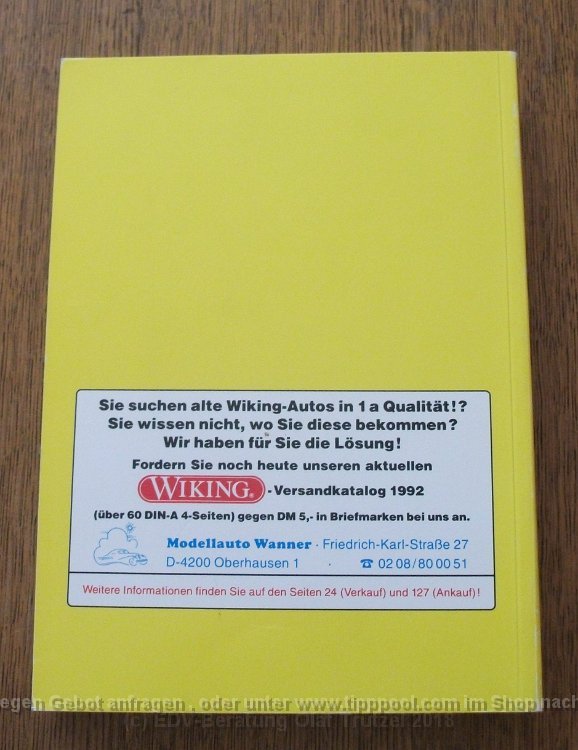 Sie suchen alte Wiking-Autos in 1 a Qualität!?
Sie wissen nicht, wo Sie diese bekommen?
Wir haben für Sie die Lösung!
Fordern Sie noch heute unseren aktuellen
WIKING® -Versandkatalog 1992
(über 60 DIN-A 4-Seiten) gegen DM 5,- in Briefmarken bei uns an.
Modellauto Wanner · Friedrich-Karl-Straße 27
D-4200 Oberhausen 1 · ☎ 02 08/80 00 51
Weitere Informationen finden Sie auf den Seiten 24 (Verkauf) und 127 (Ankauf)!
egen Gebot anfragen , oder unter www.tipppool.com im Shop nach
(c) EDV-Beratung Olaf 2018